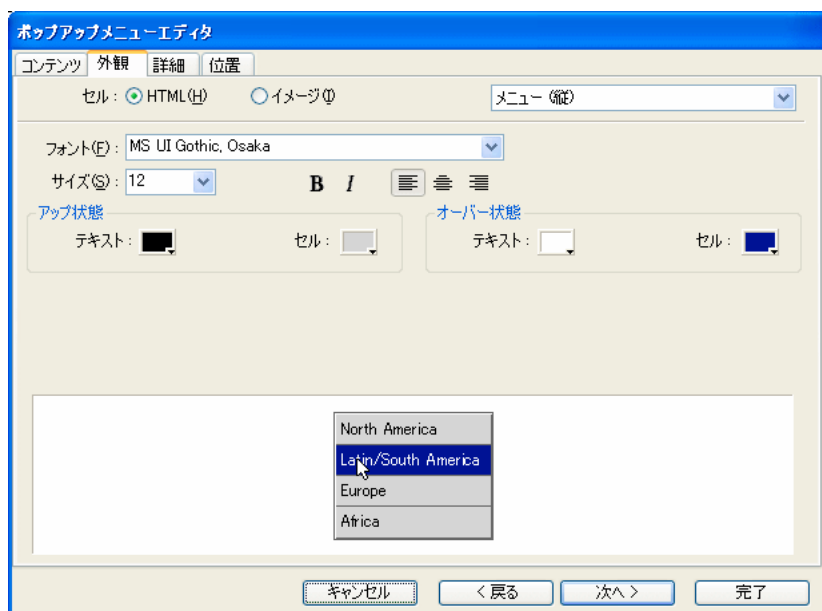 ポップアップメニューエディタ
コンテンツ 外観 詳細 位置
セル: HTML(H) イメージ(I) メニュー (縦)
フォント(F): MS UI Gothic, Osaka
サイズ(S): 12 B I
アップ状態 オーバー状態
テキスト: セル: テキスト: セル:
North America
Latin/South America
Europe
Africa
キャンセル < 戻る 次へ > 完了